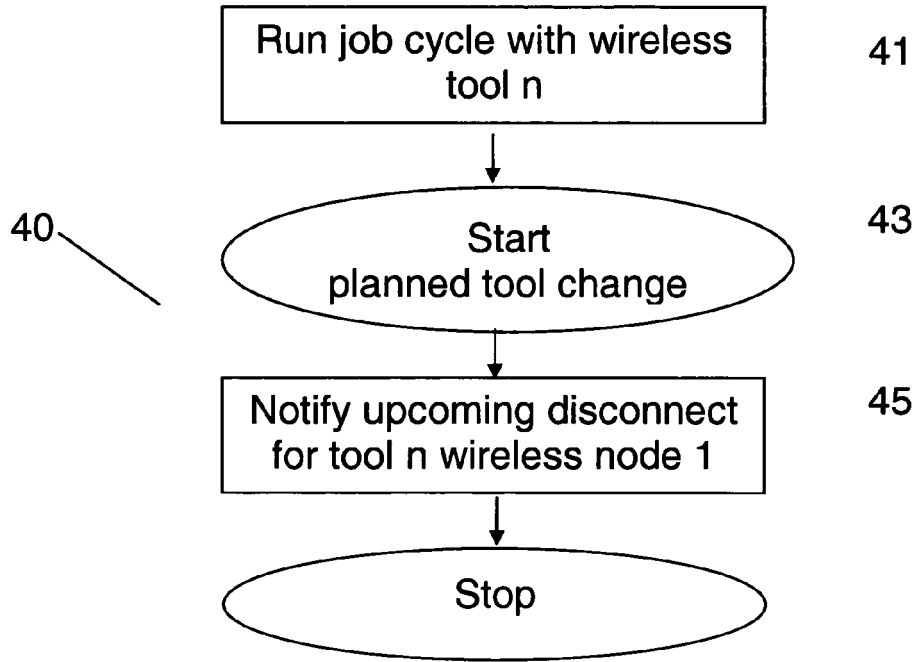 Run job cycle with wireless
tool n
41
40
Start
planned tool change
43
Notify upcoming disconnect
for tool n wireless node 1
45
Stop